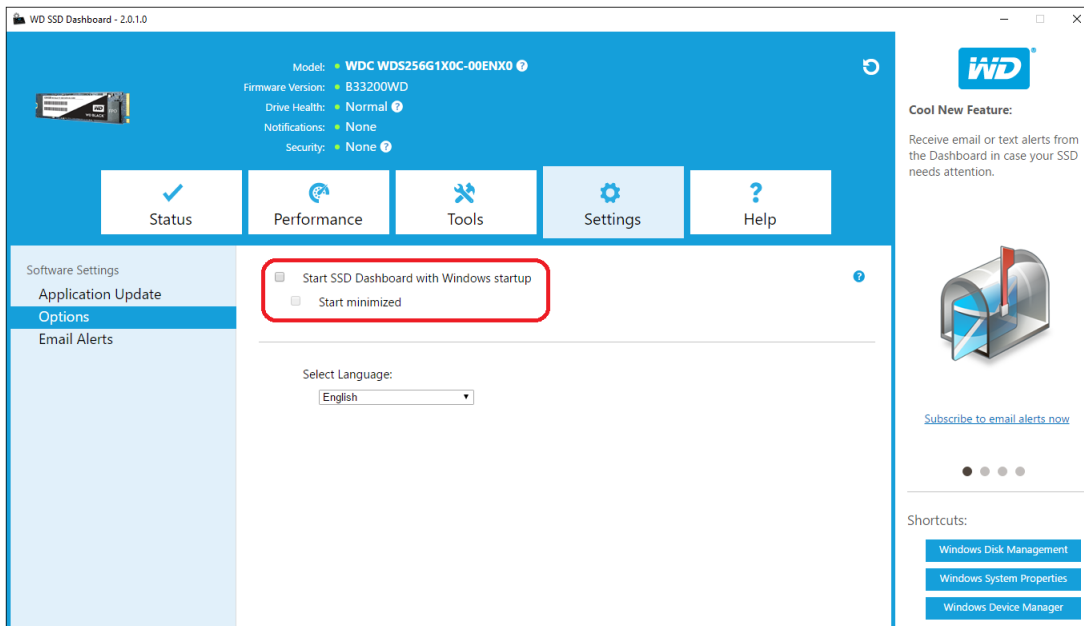 WD SSD Dashboard - 2.0.1.0
Model: WDC WDS256G1X0C-00ENX0 ?
Firmware Version: B33200WD
Drive Health: Normal ?
Notifications: None
Security: None ?
Status
Performance
Tools
Settings
? Help
Software Settings
Application Update
Options
Email Alerts
Start SSD Dashboard with Windows startup
?
Start minimized
Select Language:
English
WD
Cool New Feature:
Receive email or text alerts from
the Dashboard in case your SSD
needs attention.
Subscribe to email alerts now
Shortcuts:
Windows Disk Management
Windows System Properties
Windows Device Manager